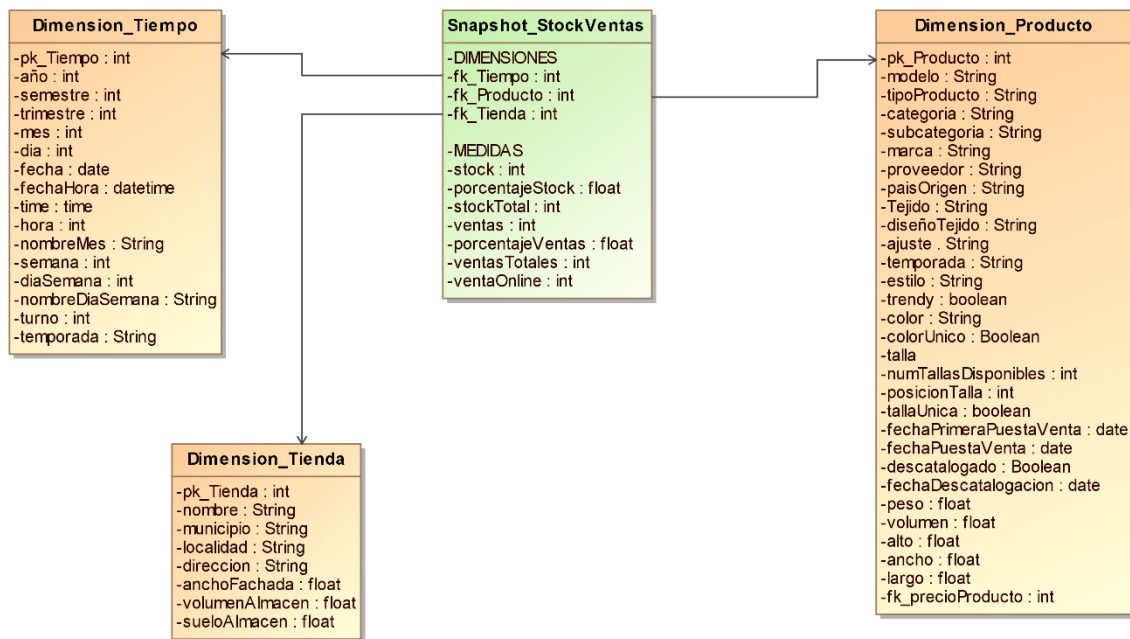 Dimension_Tiempo
-pk_Tiempo : int
-año : int
-semestre : int
-trimestre : int
-mes : int
-dia : int
-fecha : date
-fechaHora : datetime
-time : time
-hora : int
-nombreMes : String
-semana : int
-diaSemana : int
-nombreDiaSemana : String
-turno : int
-temporada : String
Snapshot_StockVentas
-DIMENSIONES
-fk_Tiempo : int
-fk_Producto : int
-fk_Tienda : int
-MEDIDAS
-stock : int
-porcentajeStock : float
-stockTotal : int
-ventas : int
-porcentajeVentas : float
-ventasTotales : int
-ventaOnline : int
Dimension_Producto
-pk_Producto : int
-modelo : String
-tipoProducto : String
-categoria : String
-subcategoria : String
-marca : String
-proveedor : String
-paisOrigen : String
-Tejido : String
-diseñoTejido : String
-ajuste : String
-temporada : String
-estilo : String
-trendy : boolean
-color : String
-colorUnico : Boolean
-talla
-numTallasDisponibles : int
-posicionTalla : int
-tallaUnica : boolean
-fechaPrimeraPuestaVenta : date
-fechaPuestaVenta : date
-descatalogado : Boolean
-fechaDescatalogacion : date
-peso : float
-volumen : float
-alto : float
-ancho : float
-largo : float
-fk_precioProducto : int
Dimension_Tienda
-pk_Tienda : int
-nombre : String
-municipio : String
-localidad : String
-direccion : String
-anchoFachada : float
-volumenAlmacen : float
-sueloAlmacen : float